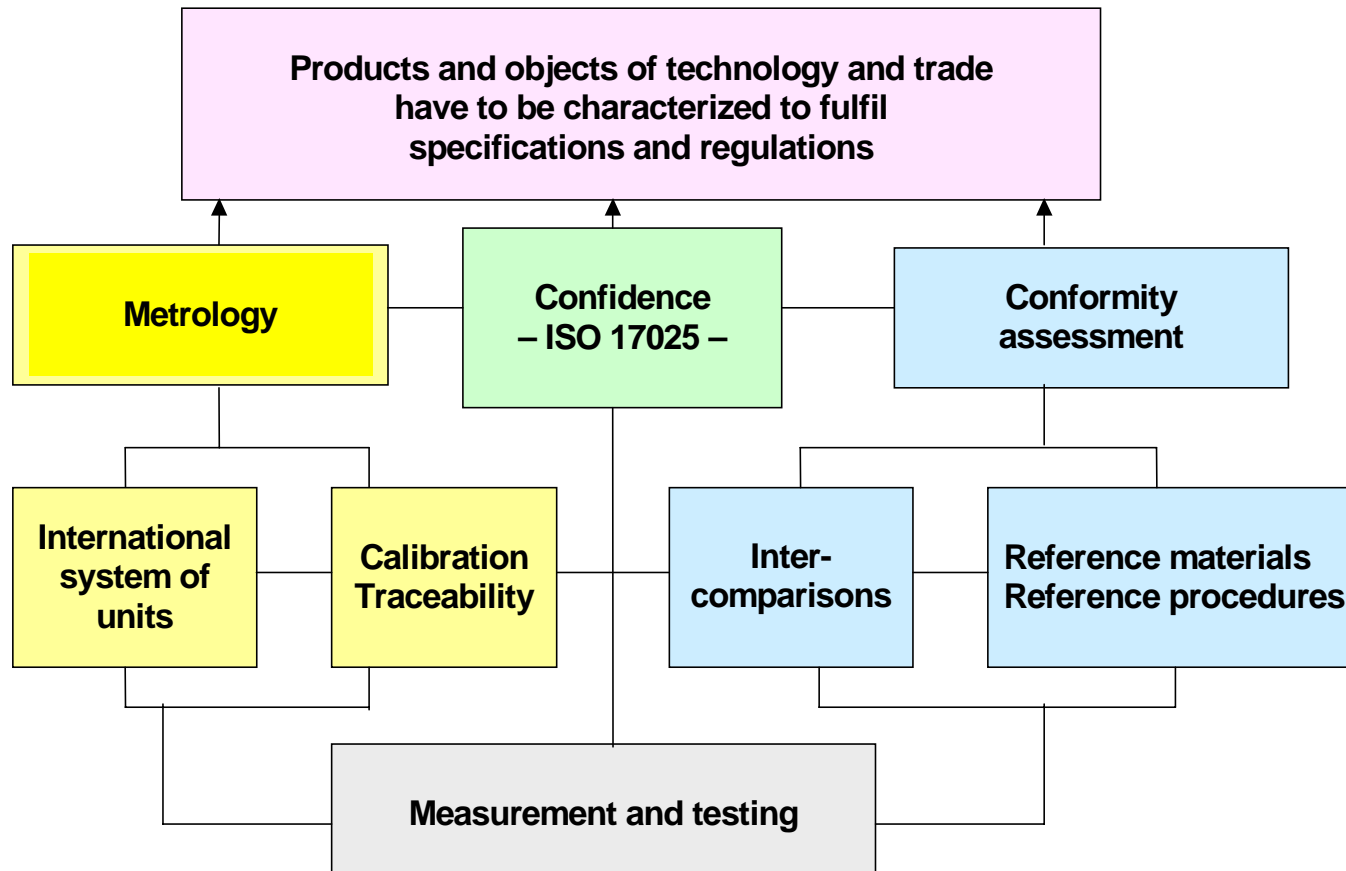 Products and objects of technology and trade
have to be characterized to fulfil
specifications and regulations
Metrology
Confidence
– ISO 17025 –
Conformity
assessment
International
system of
units
Calibration
Traceability
Inter-
comparisons
Reference materials
Reference procedures
Measurement and testing